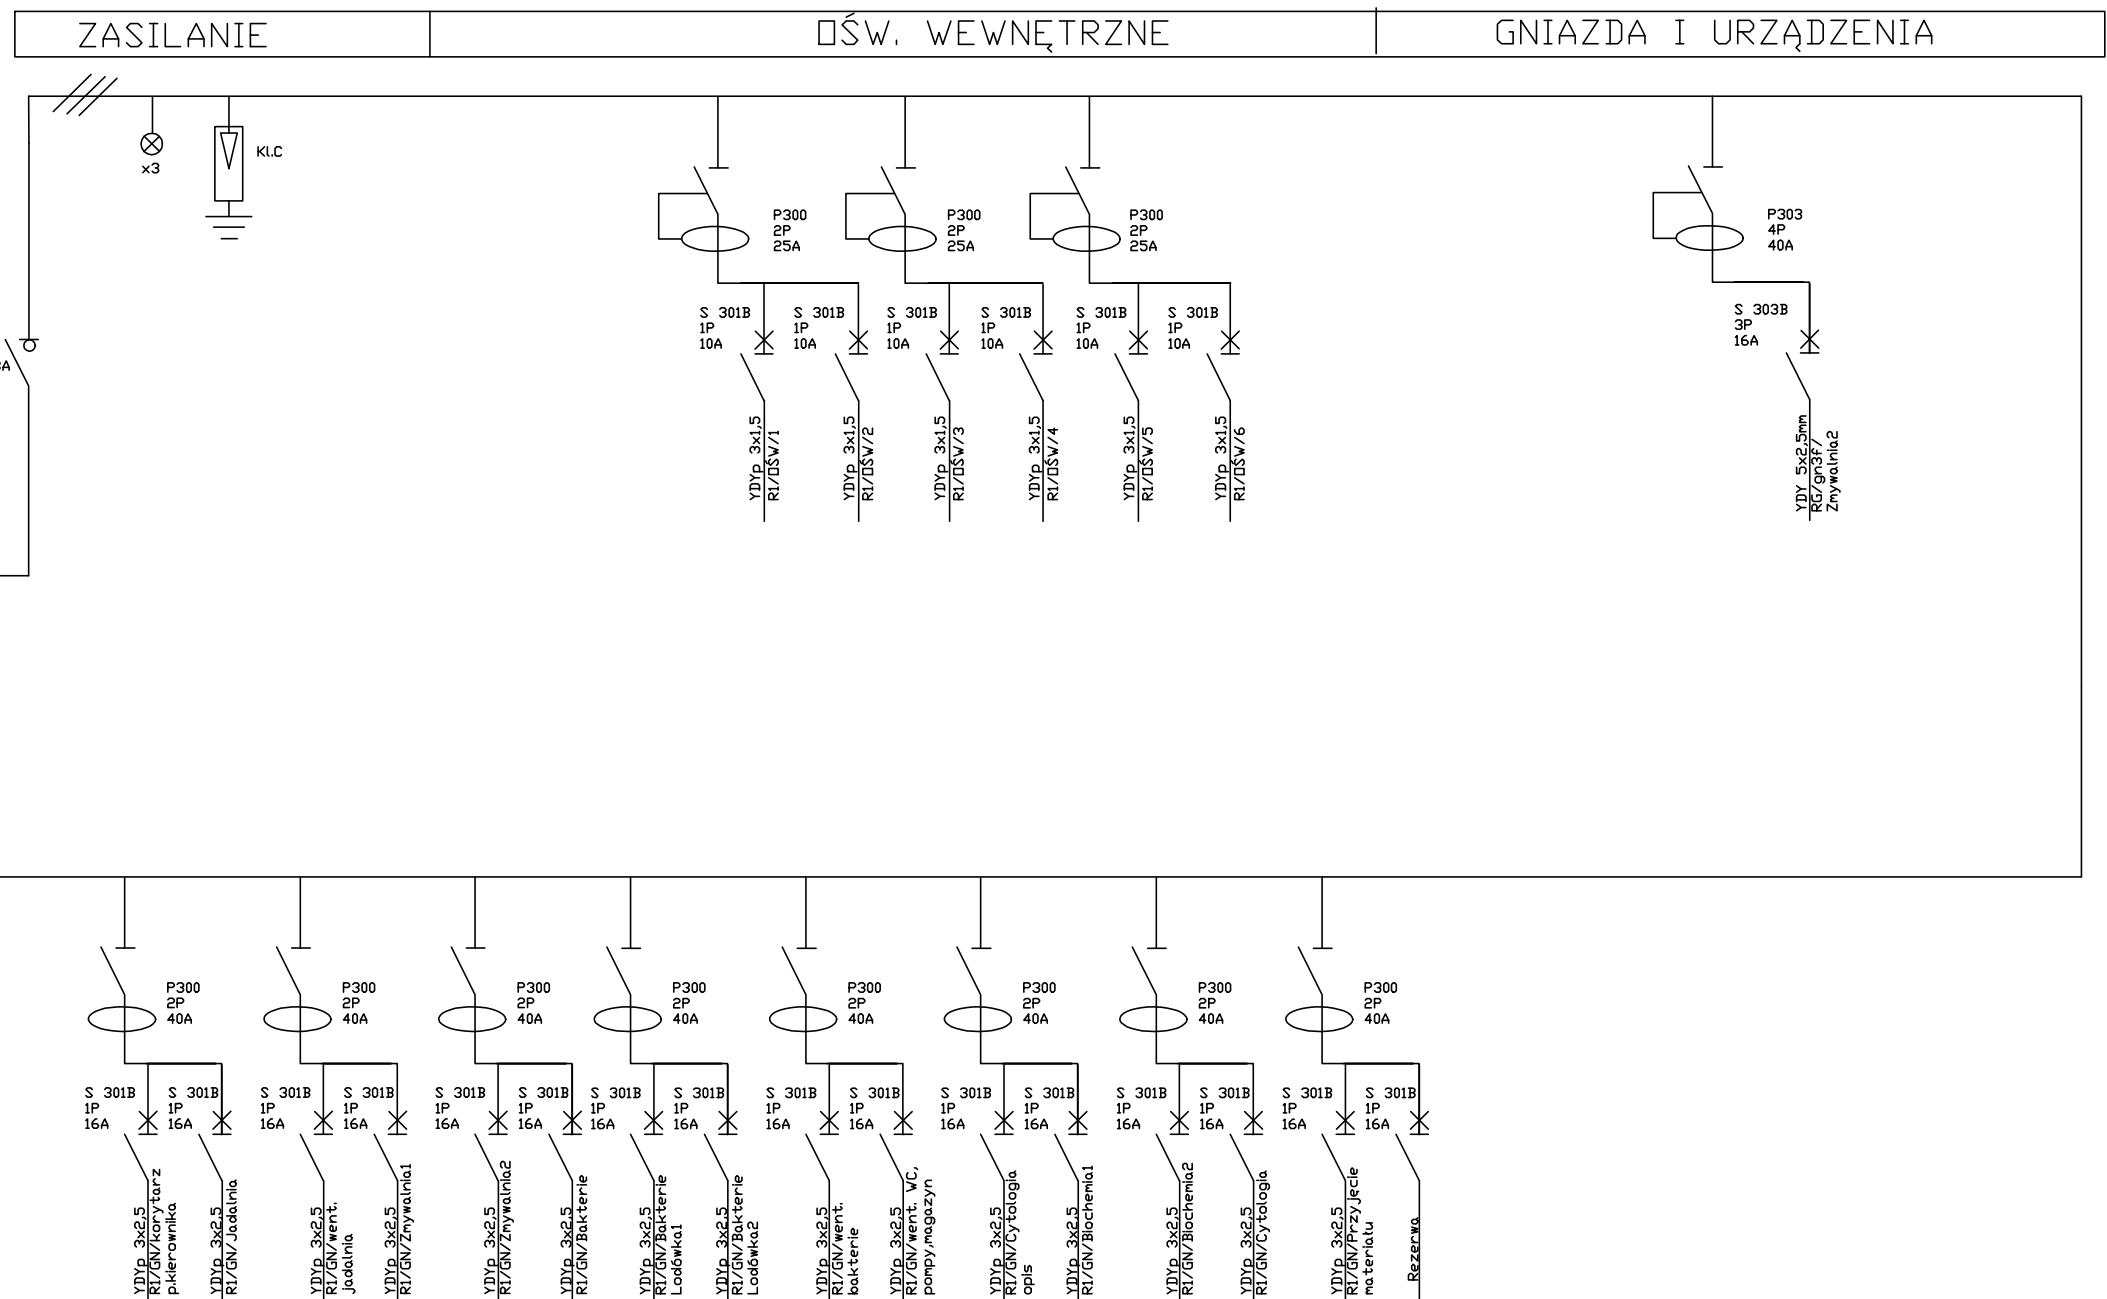 ZASILANIE
OŚW. WEWNĘTRZNE
GNIAZDA I URZĄDZENIA
x3
Kl.C
P300
2P
25A
P300
2P
25A
P300
2P
25A
P303
4P
40A
S 301B
1P
10A
S 301B
1P
10A
S 301B
1P
10A
S 301B
1P
10A
S 301B
1P
10A
S 301B
1P
10A
S 303B
3P
16A
YDYp 3x1,5
R1/OŚW/1
YDYp 3x1,5
R1/OŚW/2
YDYp 3x1,5
R1/OŚW/3
YDYp 3x1,5
R1/OŚW/4
YDYp 3x1,5
R1/OŚW/5
YDYp 3x1,5
R1/OŚW/6
YDY 5x2,5mm
RG/gn3f/
Zmywalnia2
P300
2P
40A
P300
2P
40A
P300
2P
40A
P300
2P
40A
P300
2P
40A
P300
2P
40A
P300
2P
40A
P300
2P
40A
S 301B
1P
16A
S 301B
1P
16A
S 301B
1P
16A
S 301B
1P
16A
S 301B
1P
16A
S 301B
1P
16A
S 301B
1P
16A
S 301B
1P
16A
S 301B
1P
16A
S 301B
1P
16A
S 301B
1P
16A
S 301B
1P
16A
S 301B
1P
16A
S 301B
1P
16A
S 301B
1P
16A
S 301B
1P
16A
YDYp 3x2,5
R1/GN/korytarz
p.kierownika
YDYp 3x2,5
R1/GN/Jadalnia
YDYp 3x2,5
R1/GN/went.
jadalnia
YDYp 3x2,5
R1/GN/Zmywalnia1
YDYp 3x2,5
R1/GN/Zmywalnia2
YDYp 3x2,5
R1/GN/Bakterie
YDYp 3x2,5
R1/GN/Bakterie
Lodówka1
YDYp 3x2,5
R1/GN/Bakterie
Lodówka2
YDYp 3x2,5
R1/GN/went.
bakterie
YDYp 3x2,5
R1/GN/went. WC,
pompy,magazyn
YDYp 3x2,5
R1/GN/Cytologia
opis
YDYp 3x2,5
R1/GN/Biochemia1
YDYp 3x2,5
R1/GN/Biochemia2
YDYp 3x2,5
R1/GN/Cytologia
YDYp 3x2,5
R1/GN/Przyjęcie
materiału
Rezerwa